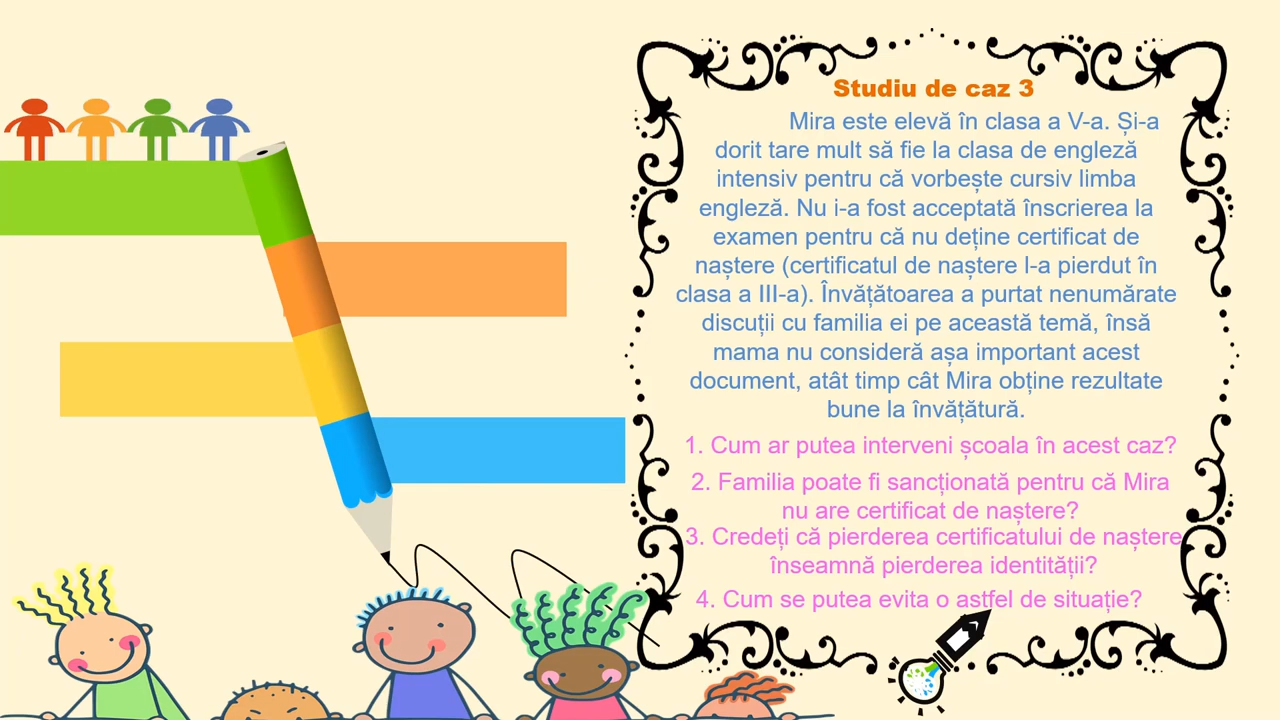 Studiu de caz 3
Mira este elevă în clasa a V-a. Și-a
dorit tare mult să fie la clasa de engleză
intensiv pentru că vorbește cursiv limba
engleză. Nu i-a fost acceptată înscrierea la
examen pentru că nu deține certificat de
naștere (certificatul de naștere l-a pierdut în
clasa a III-a). Învățătoarea a purtat nenumărate
discuții cu familia ei pe această temă, însă
mama nu consideră așa important acest
document, atât timp cât Mira obține rezultate
bune la învățătură.
1. Cum ar putea interveni școala în acest caz?
2. Familia poate fi sancționată pentru că Mira
nu are certificat de naștere?
3. Credeți că pierderea certificatului de naștere
înseamnă pierderea identității?
4. Cum se putea evita o astfel de situație?